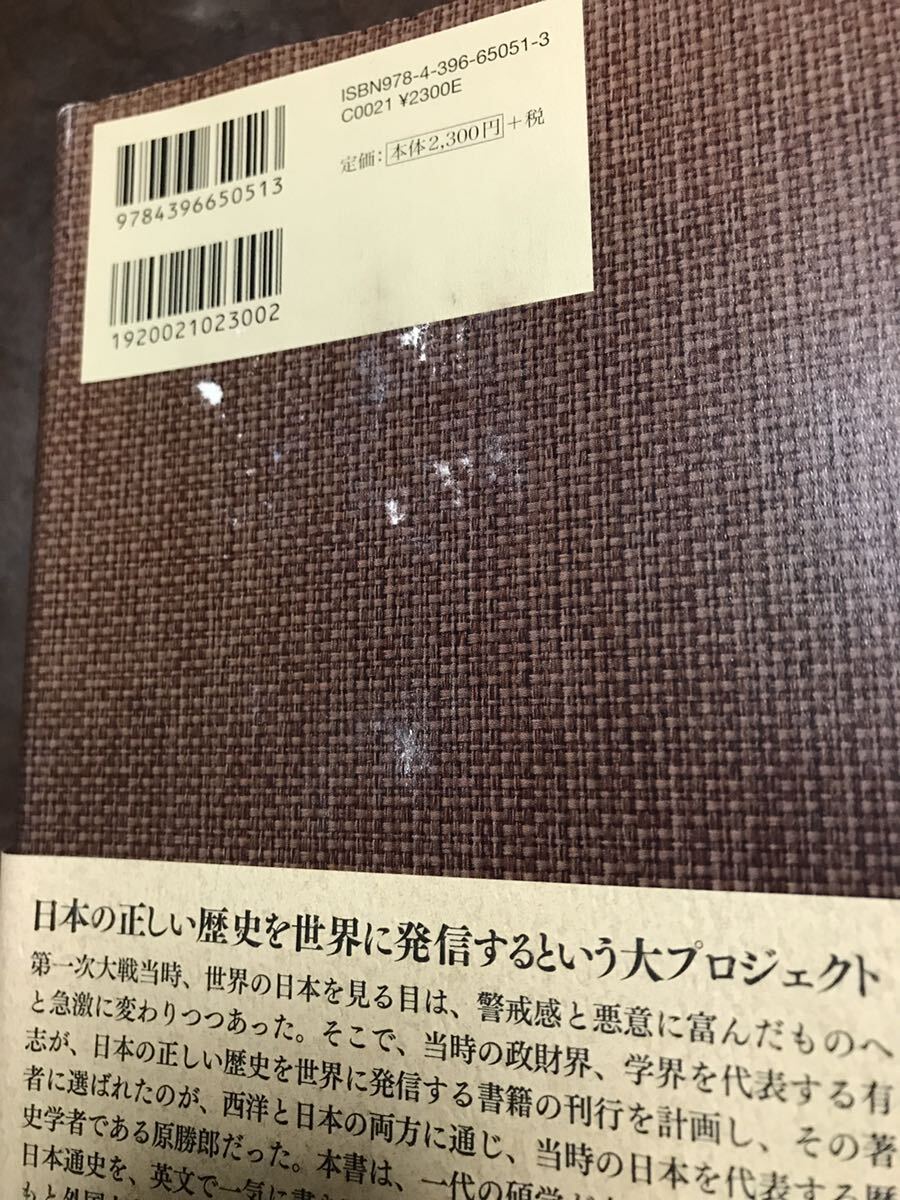 ISBN978-4-396-65051-3
C0021 ¥2300E
定価：本体2,300円＋税
9784396650513
1920021023002
日本の正しい歴史を世界に発信するという大プロジェクト
第一次大戦当時、世界の日本を見る目は、警戒感と悪意に富んだものへ
と急激に変わりつつあった。そこで、当時の政財界、学界を代表する有
志が、日本の正しい歴史を世界に発信する書籍の刊行を計画し、その著
者に選ばれたのが、西洋と日本の両方に通じ、当時の日本を代表する歴
史学者である原勝郎だった。本書は、一代の碩学が
日本通史を、英文で一気に書き
もと外国